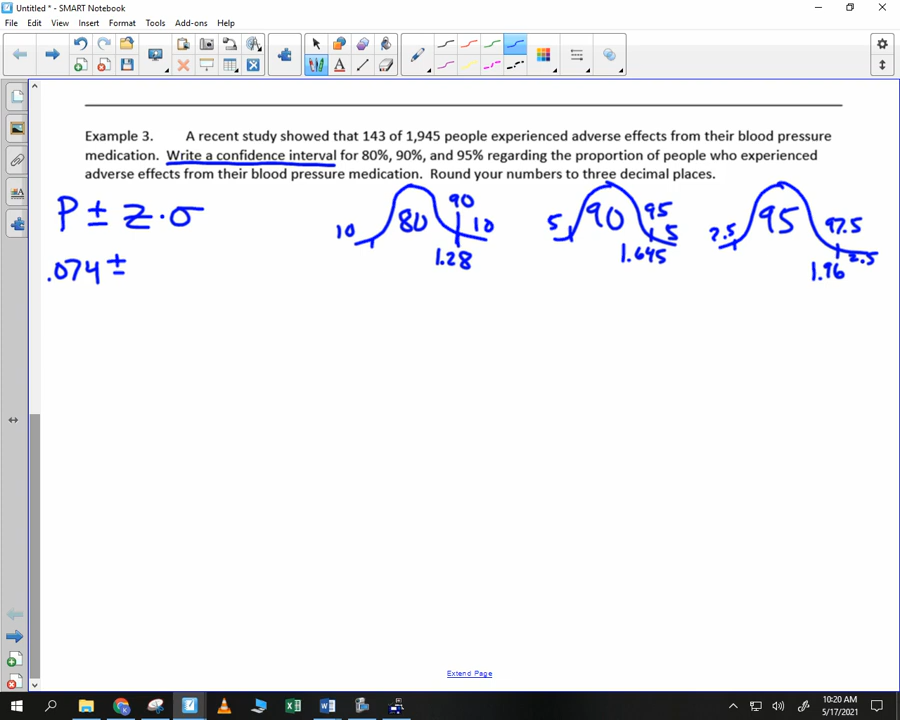 Untitled * - SMART Notebook
File Edit View Insert Format Tools Add-ons Help
Example 3. A recent study showed that 143 of 1,945 people experienced adverse effects from their blood pressure
medication. Write a confidence interval for 80%, 90%, and 95% regarding the proportion of people who experienced
adverse effects from their blood pressure medication. Round your numbers to three decimal places.
P ± Z · σ
10 80 90 10
1.28
5 90 95 5
1.645
2.5 95 97.5 2.5
1.96
.074 ±
Extend Page
10:20 AM
5/17/2021